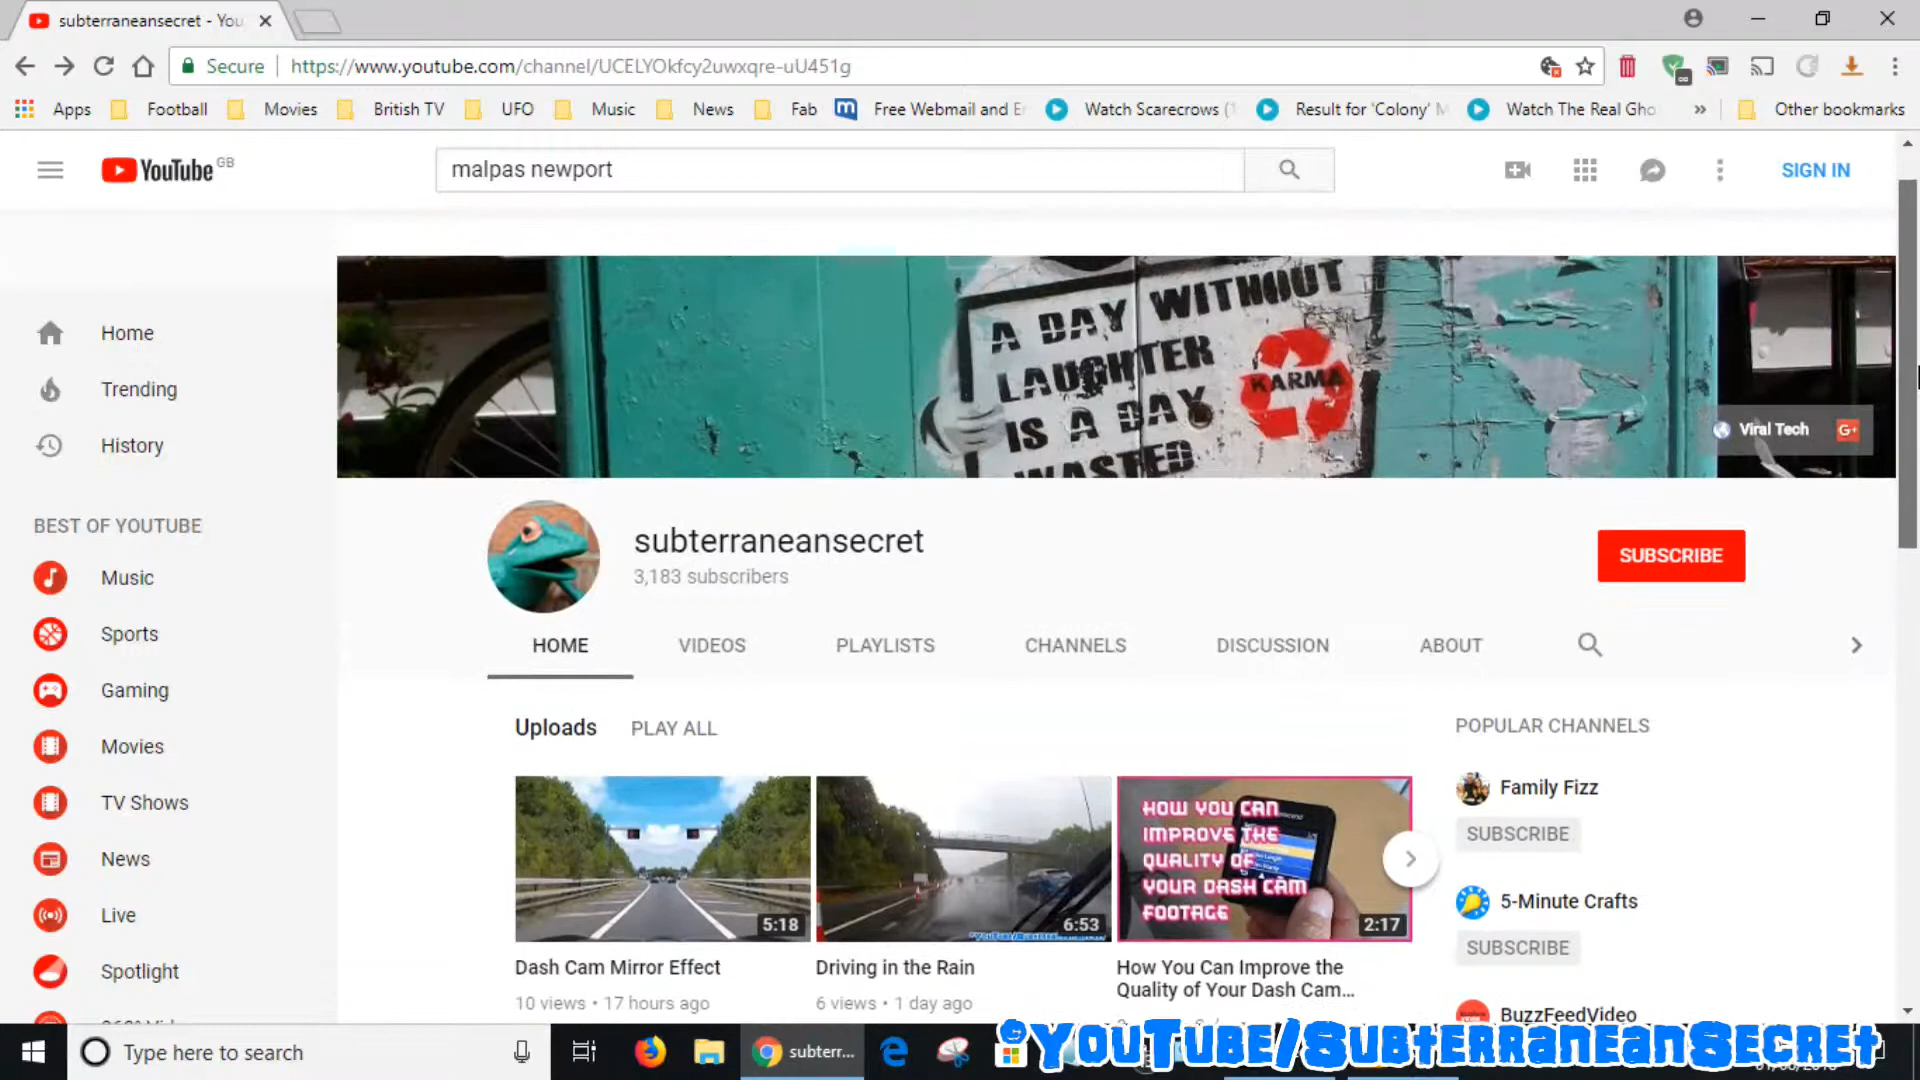 subterraneansecret - You
Secure
https://www.youtube.com/channel/UCELYOkfcy2uwxqre-uU451g
Apps
Football
Movies
British TV
UFO
Music
News
Fab
Free Webmail and E
Watch Scarecrows (
Result for 'Colony'
Watch The Real Gho
»
Other bookmarks
YouTube GB
malpas newport
SIGN IN
A DAY WITHOUT
LAUGHTER
IS A DAY
WASTED
KARMA
Viral Tech
G+
Home
Trending
History
BEST OF YOUTUBE
Music
Sports
Gaming
Movies
TV Shows
News
Live
Spotlight
subterraneansecret
3,183 subscribers
SUBSCRIBE
HOME
VIDEOS
PLAYLISTS
CHANNELS
DISCUSSION
ABOUT
Uploads
PLAY ALL
5:18
Dash Cam Mirror Effect
10 views • 17 hours ago
6:53
Driving in the Rain
6 views • 1 day ago
HOW YOU CAN
IMPROVE THE
QUALITY OF
YOUR DASH CAM
FOOTAGE
2:17
How You Can Improve the
Quality of Your Dash Cam...
POPULAR CHANNELS
Family Fizz
SUBSCRIBE
5-Minute Crafts
SUBSCRIBE
BuzzFeedVideo
Type here to search
subterr...
YouTube/SubterraneanSecret